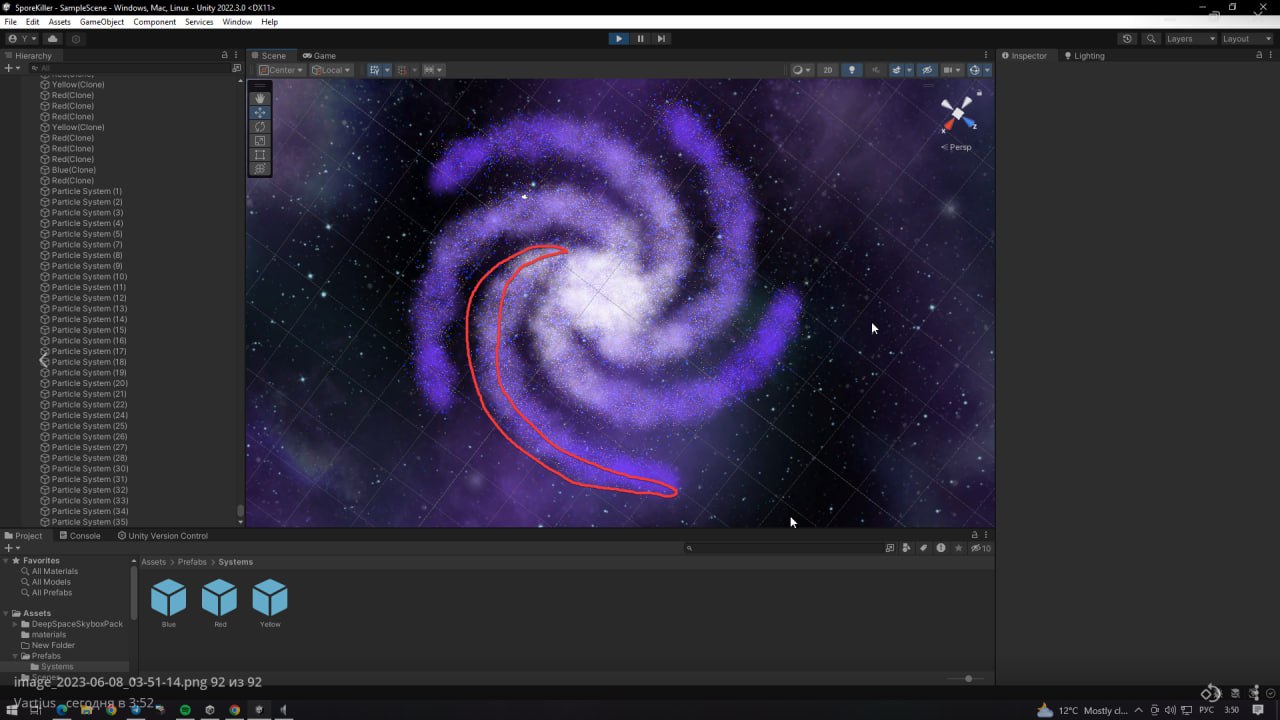 SporeKiller - SampleScene - Windows, Mac, Linux - Unity 2022.3.0 <DX11>
File Edit Assets GameObject Component Services Window Help
Y
Layers Layout
Hierarchy
Scene Game
Inspector Lighting
All
Center Local
2D
Yellow(Clone)
Red(Clone)
Red(Clone)
Red(Clone)
Yellow(Clone)
Red(Clone)
Red(Clone)
Red(Clone)
Blue(Clone)
Red(Clone)
Particle System (1)
Particle System (2)
Particle System (3)
Particle System (4)
Particle System (5)
Particle System (7)
Particle System (8)
Particle System (9)
Particle System (10)
Particle System (11)
Particle System (12)
Particle System (13)
Particle System (14)
Particle System (15)
Particle System (16)
Particle System (17)
Particle System (18)
Particle System (19)
Particle System (20)
Particle System (21)
Particle System (22)
Particle System (24)
Particle System (25)
Particle System (26)
Particle System (27)
Particle System (28)
Particle System (30)
Particle System (31)
Particle System (32)
Particle System (33)
Particle System (34)
Particle System (35)
x z
Persp
Project Console Unity Version Control
10
Favorites
All Materials
All Models
All Prefabs
Assets
DeepSpaceSkyboxPack
materials
New Folder
Prefabs
Systems
Assets > Prefabs > Systems
Blue Red Yellow
image_2023-06-08_03-51-14.png 92 из 92
Vartius сегодня в 3:52
12°C Mostly cl... РУС 3:50